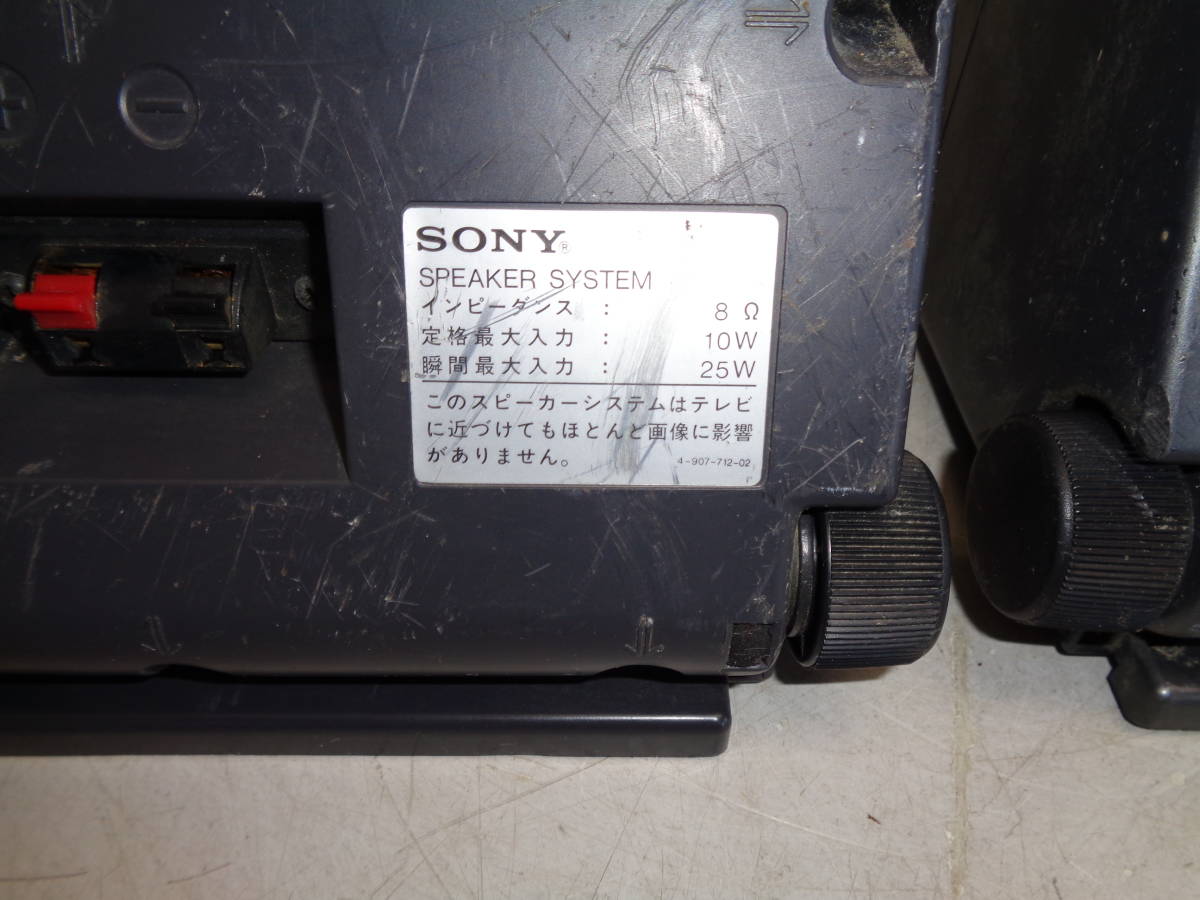 + −
SONY®
SPEAKER SYSTEM
インピーダンス : 8 Ω
定格最大入力 : 10W
瞬間最大入力 : 25W
このスピーカーシステムはテレビ
に近づけてもほとんど画像に影響
がありません。 4-907-712-02